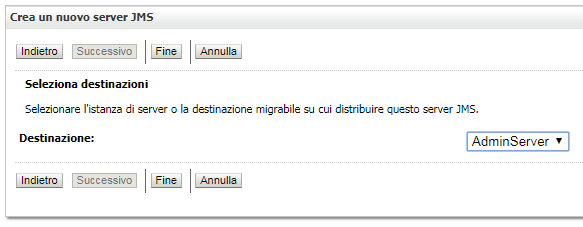 Crea un nuovo server JMS
Indietro Successivo Fine Annulla
Seleziona destinazioni
Selezionare l'istanza di server o la destinazione migrabile su cui distribuire questo server JMS.
Destinazione: AdminServer
Indietro Successivo Fine Annulla